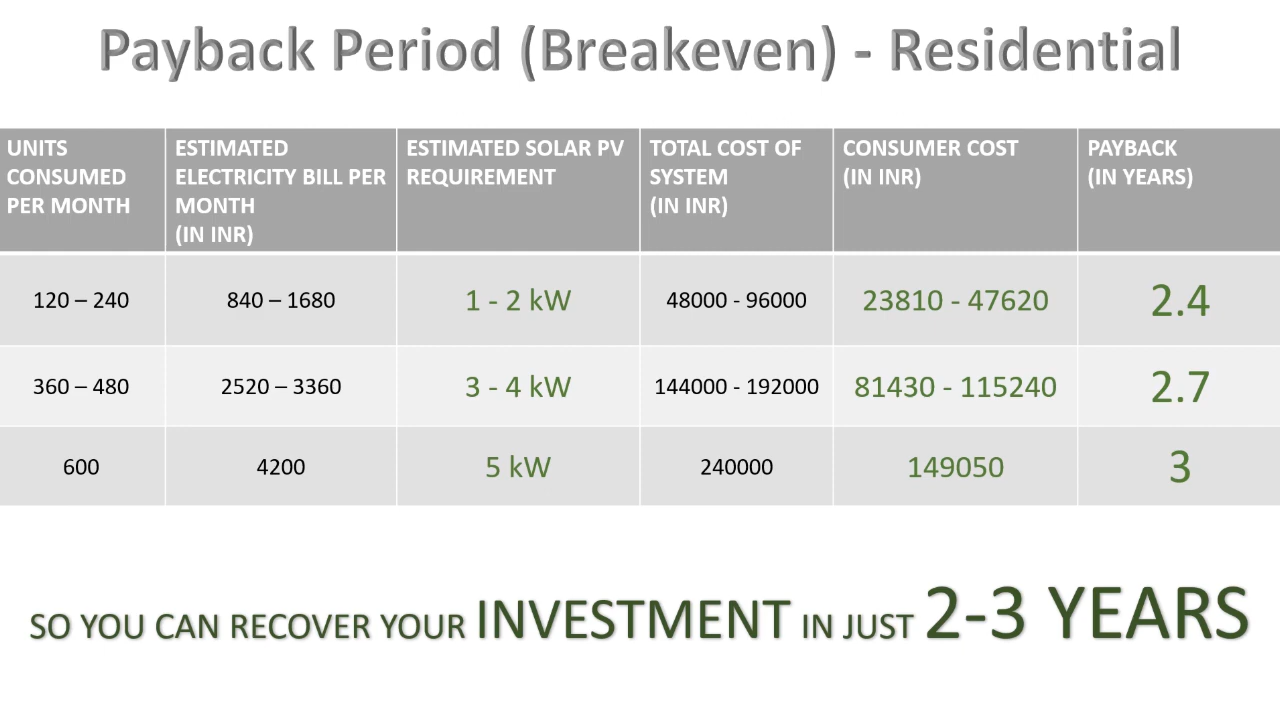 Payback Period (Breakeven) - Residential
UNITS
CONSUMED
PER MONTH
ESTIMATED
ELECTRICITY BILL PER
MONTH
(IN INR)
ESTIMATED SOLAR PV
REQUIREMENT
TOTAL COST OF
SYSTEM
(IN INR)
CONSUMER COST
(IN INR)
PAYBACK
(IN YEARS)
120 – 240
840 – 1680
1 - 2 kW
48000 - 96000
23810 - 47620
2.4
360 – 480
2520 – 3360
3 - 4 kW
144000 - 192000
81430 - 115240
2.7
600
4200
5 kW
240000
149050
3
SO YOU CAN RECOVER YOUR INVESTMENT IN JUST 2-3 YEARS